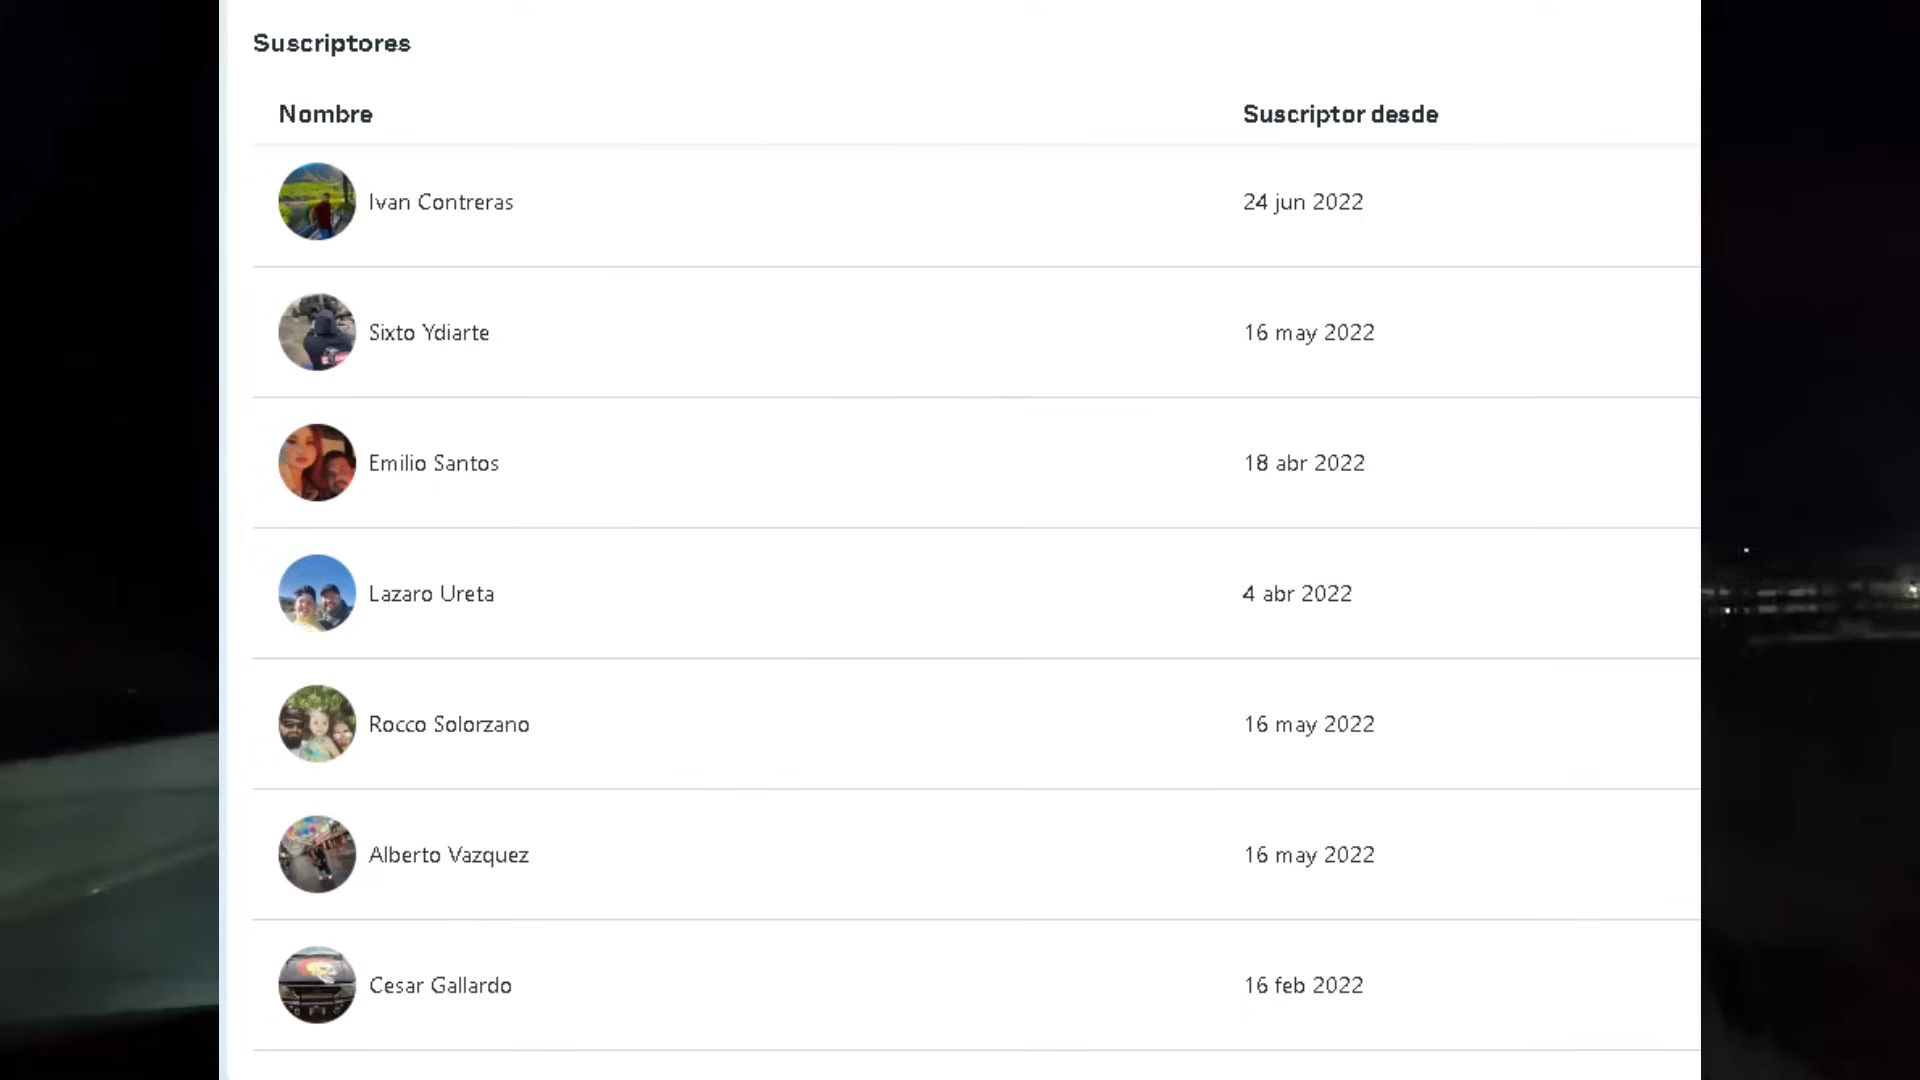 Suscriptores
Nombre Suscriptor desde
Ivan Contreras 24 jun 2022
Sixto Ydiarte 16 may 2022
Emilio Santos 18 abr 2022
Lazaro Ureta 4 abr 2022
Rocco Solorzano 16 may 2022
Alberto Vazquez 16 may 2022
Cesar Gallardo 16 feb 2022